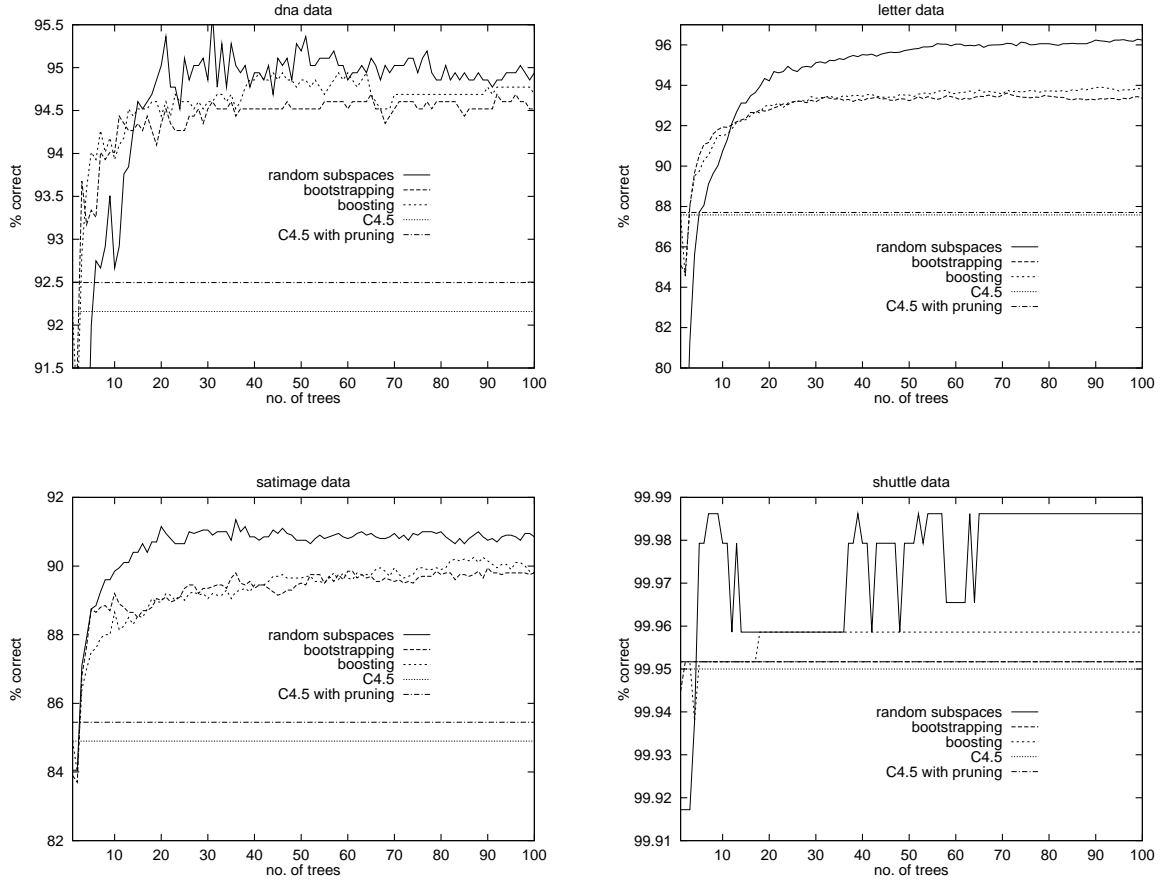 dna data
95.5
95
94.5
94
93.5
93
92.5
92
91.5
% correct
random subspaces
bootstrapping
boosting
C4.5
C4.5 with pruning
10 20 30 40 50 60 70 80 90 100
no. of trees
letter data
96
94
92
90
88
86
84
82
80
% correct
random subspaces
bootstrapping
boosting
C4.5
C4.5 with pruning
10 20 30 40 50 60 70 80 90 100
no. of trees
satimage data
92
90
88
86
84
82
% correct
random subspaces
bootstrapping
boosting
C4.5
C4.5 with pruning
10 20 30 40 50 60 70 80 90 100
no. of trees
shuttle data
99.99
99.98
99.97
99.96
99.95
99.94
99.93
99.92
99.91
% correct
random subspaces
bootstrapping
boosting
C4.5
C4.5 with pruning
10 20 30 40 50 60 70 80 90 100
no. of trees